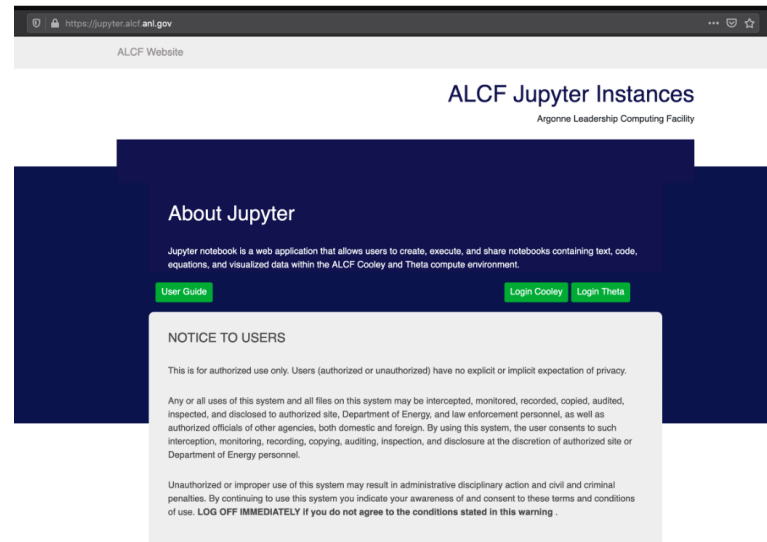 https://jupyter.alcf.anl.gov
ALCF Website
ALCF Jupyter Instances
Argonne Leadership Computing Facility
About Jupyter
Jupyter notebook is a web application that allows users to create, execute, and share notebooks containing text, code,
equations, and visualized data within the ALCF Cooley and Theta compute environment.
User Guide
Login Cooley
Login Theta
NOTICE TO USERS
This is for authorized use only. Users (authorized or unauthorized) have no explicit or implicit expectation of privacy.
Any or all uses of this system and all files on this system may be intercepted, monitored, recorded, copied, audited,
inspected, and disclosed to authorized site, Department of Energy, and law enforcement personnel, as well as
authorized officials of other agencies, both domestic and foreign. By using this system, the user consents to such
interception, monitoring, recording, copying, auditing, inspection, and disclosure at the discretion of authorized site or
Department of Energy personnel.
Unauthorized or improper use of this system may result in administrative disciplinary action and civil and criminal
penalties. By continuing to use this system you indicate your awareness of and consent to these terms and conditions
of use. LOG OFF IMMEDIATELY if you do not agree to the conditions stated in this warning .